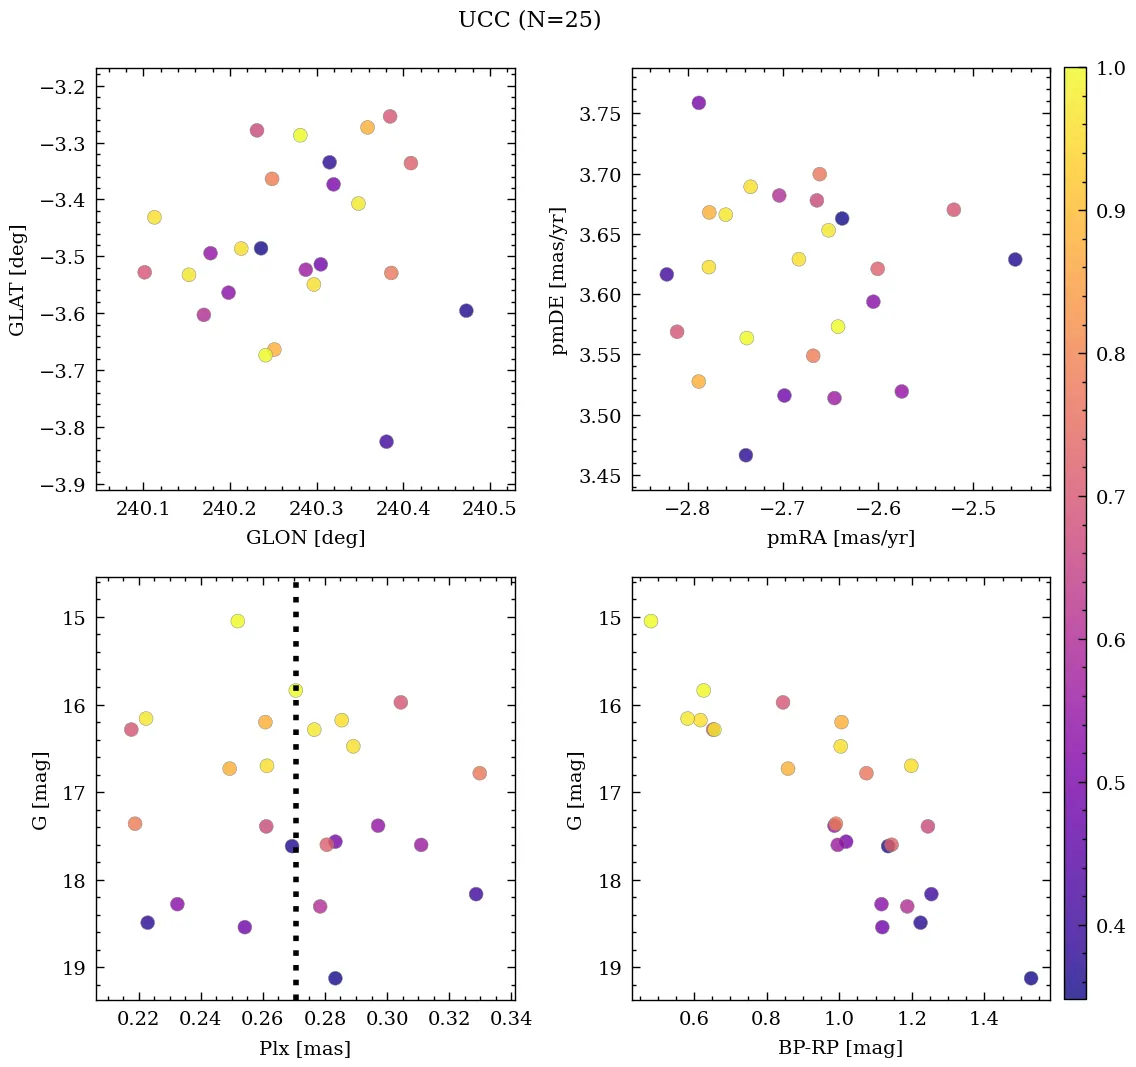 UCC (N=25)
−3.2
−3.3
−3.4
−3.5
−3.6
−3.7
−3.8
−3.9
GLAT [deg]
240.1 240.2 240.3 240.4 240.5
GLON [deg]
3.75
3.70
3.65
3.60
3.55
3.50
3.45
pmDE [mas/yr]
−2.8 −2.7 −2.6 −2.5
pmRA [mas/yr]
15
16
17
18
19
G [mag]
0.22 0.24 0.26 0.28 0.30 0.32 0.34
Plx [mas]
15
16
17
18
19
G [mag]
0.6 0.8 1.0 1.2 1.4
BP-RP [mag]
1.0
0.9
0.8
0.7
0.6
0.5
0.4